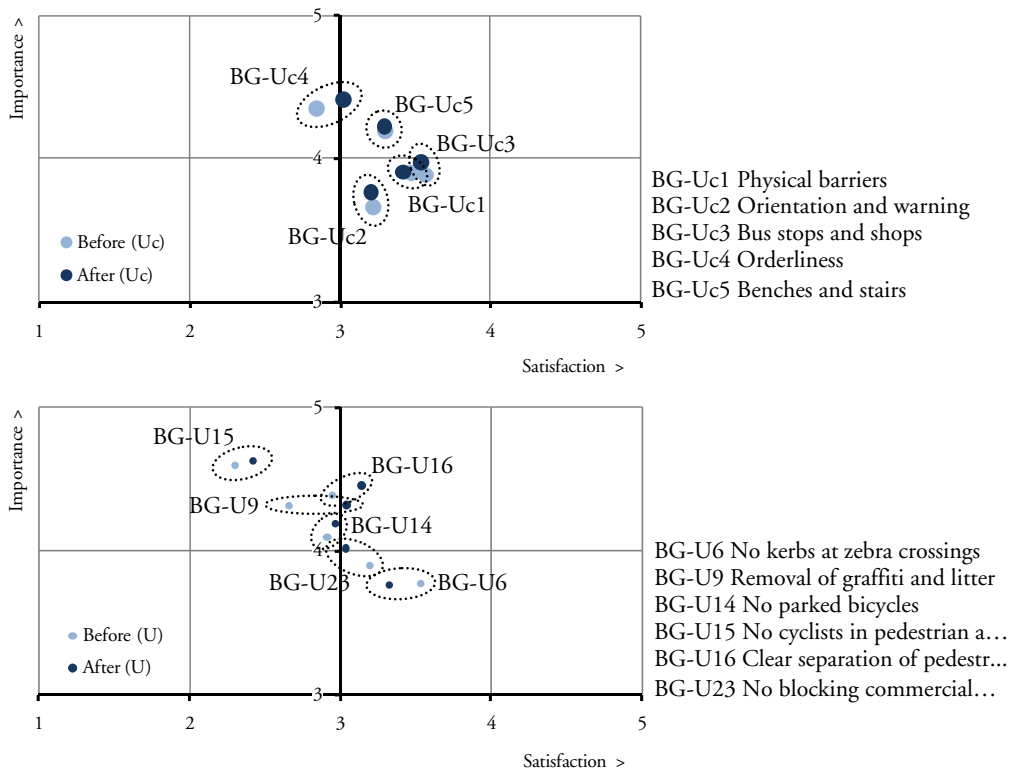 5
Importance >
BG-Uc4
BG-Uc5
BG-Uc3
4
BG-Uc1
BG-Uc2
Before (Uc)
After (Uc)
3
1 2 3 4 5
Satisfaction >
BG-Uc1 Physical barriers
BG-Uc2 Orientation and warning
BG-Uc3 Bus stops and shops
BG-Uc4 Orderliness
BG-Uc5 Benches and stairs
5
Importance >
BG-U15
BG-U16
BG-U9
BG-U14
4
BG-U23
BG-U6
Before (U)
After (U)
3
1 2 3 4 5
Satisfaction >
BG-U6 No kerbs at zebra crossings
BG-U9 Removal of graffiti and litter
BG-U14 No parked bicycles
BG-U15 No cyclists in pedestrian a…
BG-U16 Clear separation of pedestr...
BG-U23 No blocking commercial…